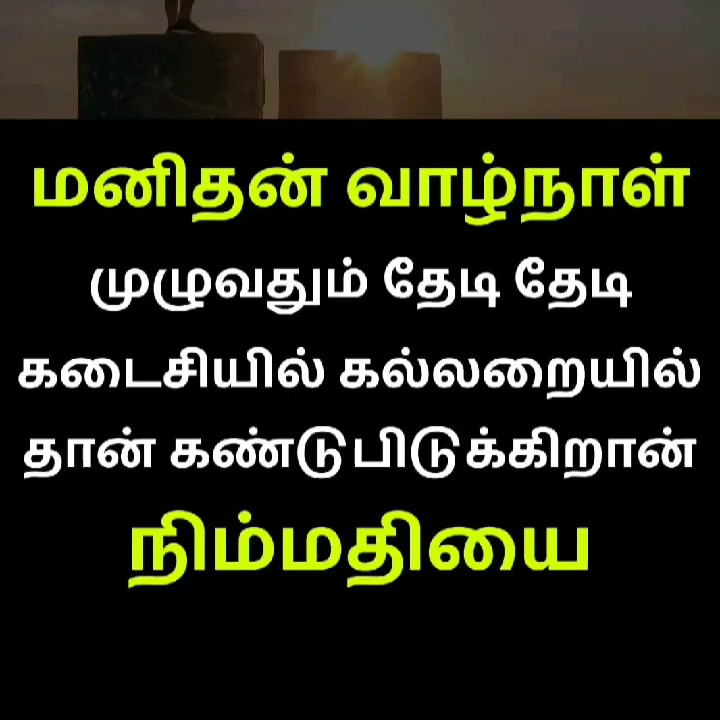 மனிதன் வாழ்நாள்
முழுவதும் தேடி தேடி
கடைசியில் கல்லறையில்
தான் கண்டுபிடுக்கிறான்
நிம்மதியை